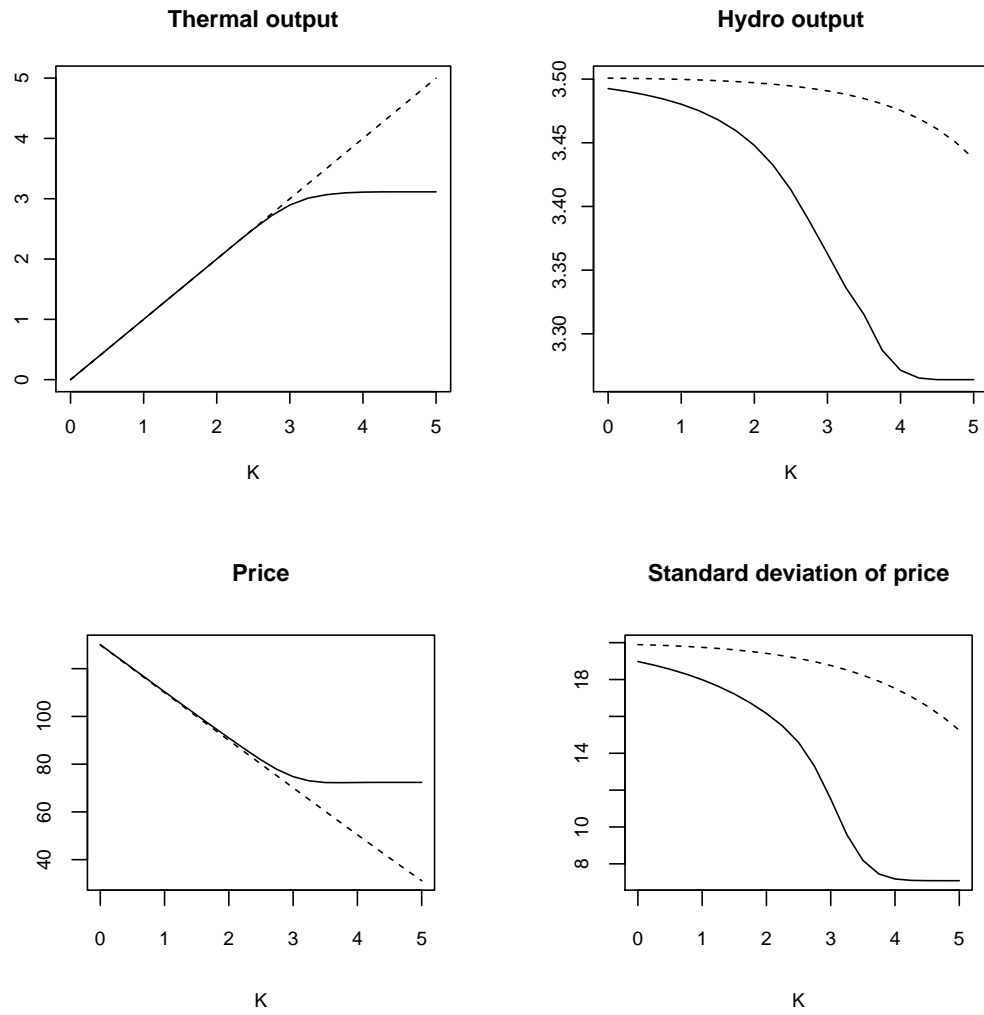 Thermal output
5
4
3
2
1
0
0 1 2 3 4 5
K
Hydro output
3.50
3.45
3.40
3.35
3.30
0 1 2 3 4 5
K
Price
100
80
60
40
0 1 2 3 4 5
K
Standard deviation of price
18
14
10
8
0 1 2 3 4 5
K